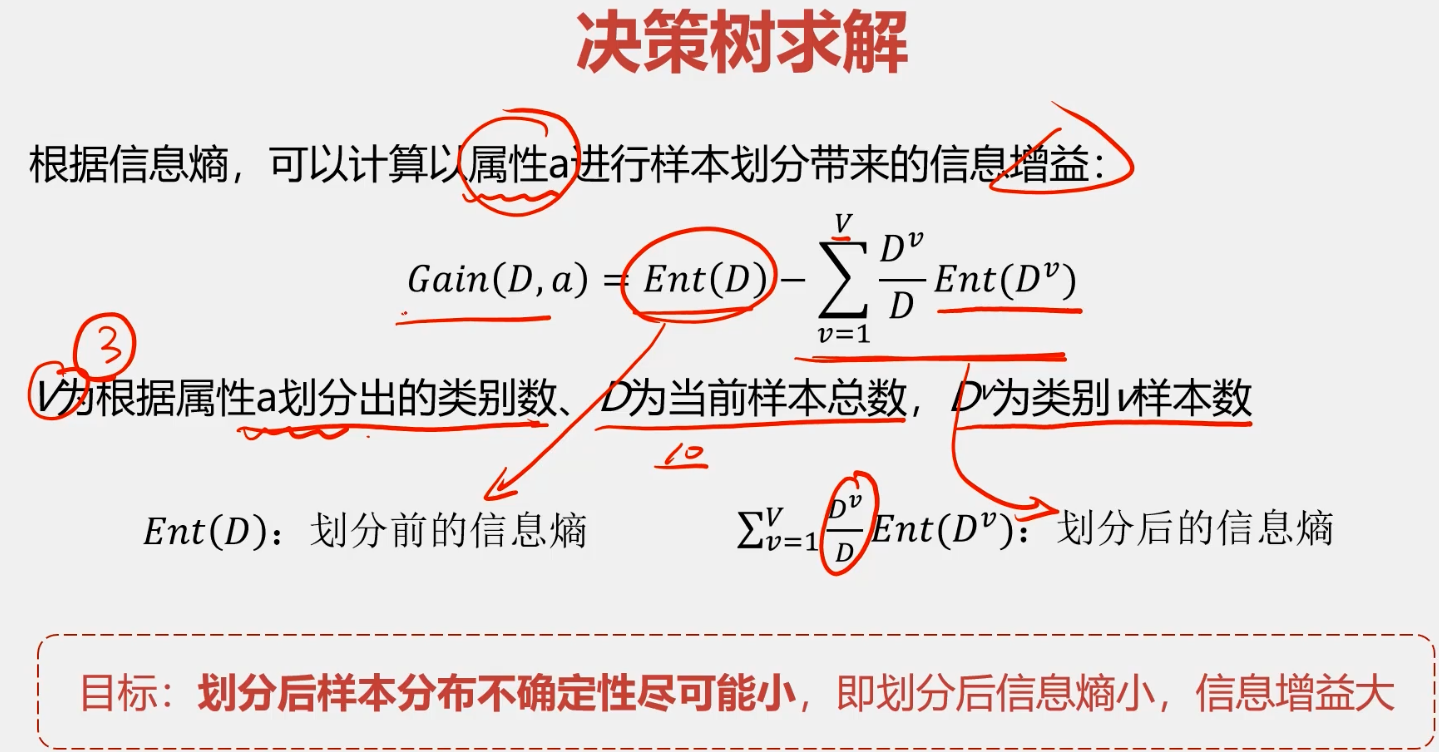 决策树求解
根据信息熵，可以计算以属性a进行样本划分带来的信息增益：
Gain(D, a) = Ent(D) − ∑_{v=1}^{V} D^v/D Ent(D^v)
3
V为根据属性a划分出的类别数、D为当前样本总数，D^v为类别v样本数
10
Ent(D)：划分前的信息熵 ∑_{v=1}^{V} D^v/D Ent(D^v)：划分后的信息熵
目标：划分后样本分布不确定性尽可能小，即划分后信息熵小，信息增益大